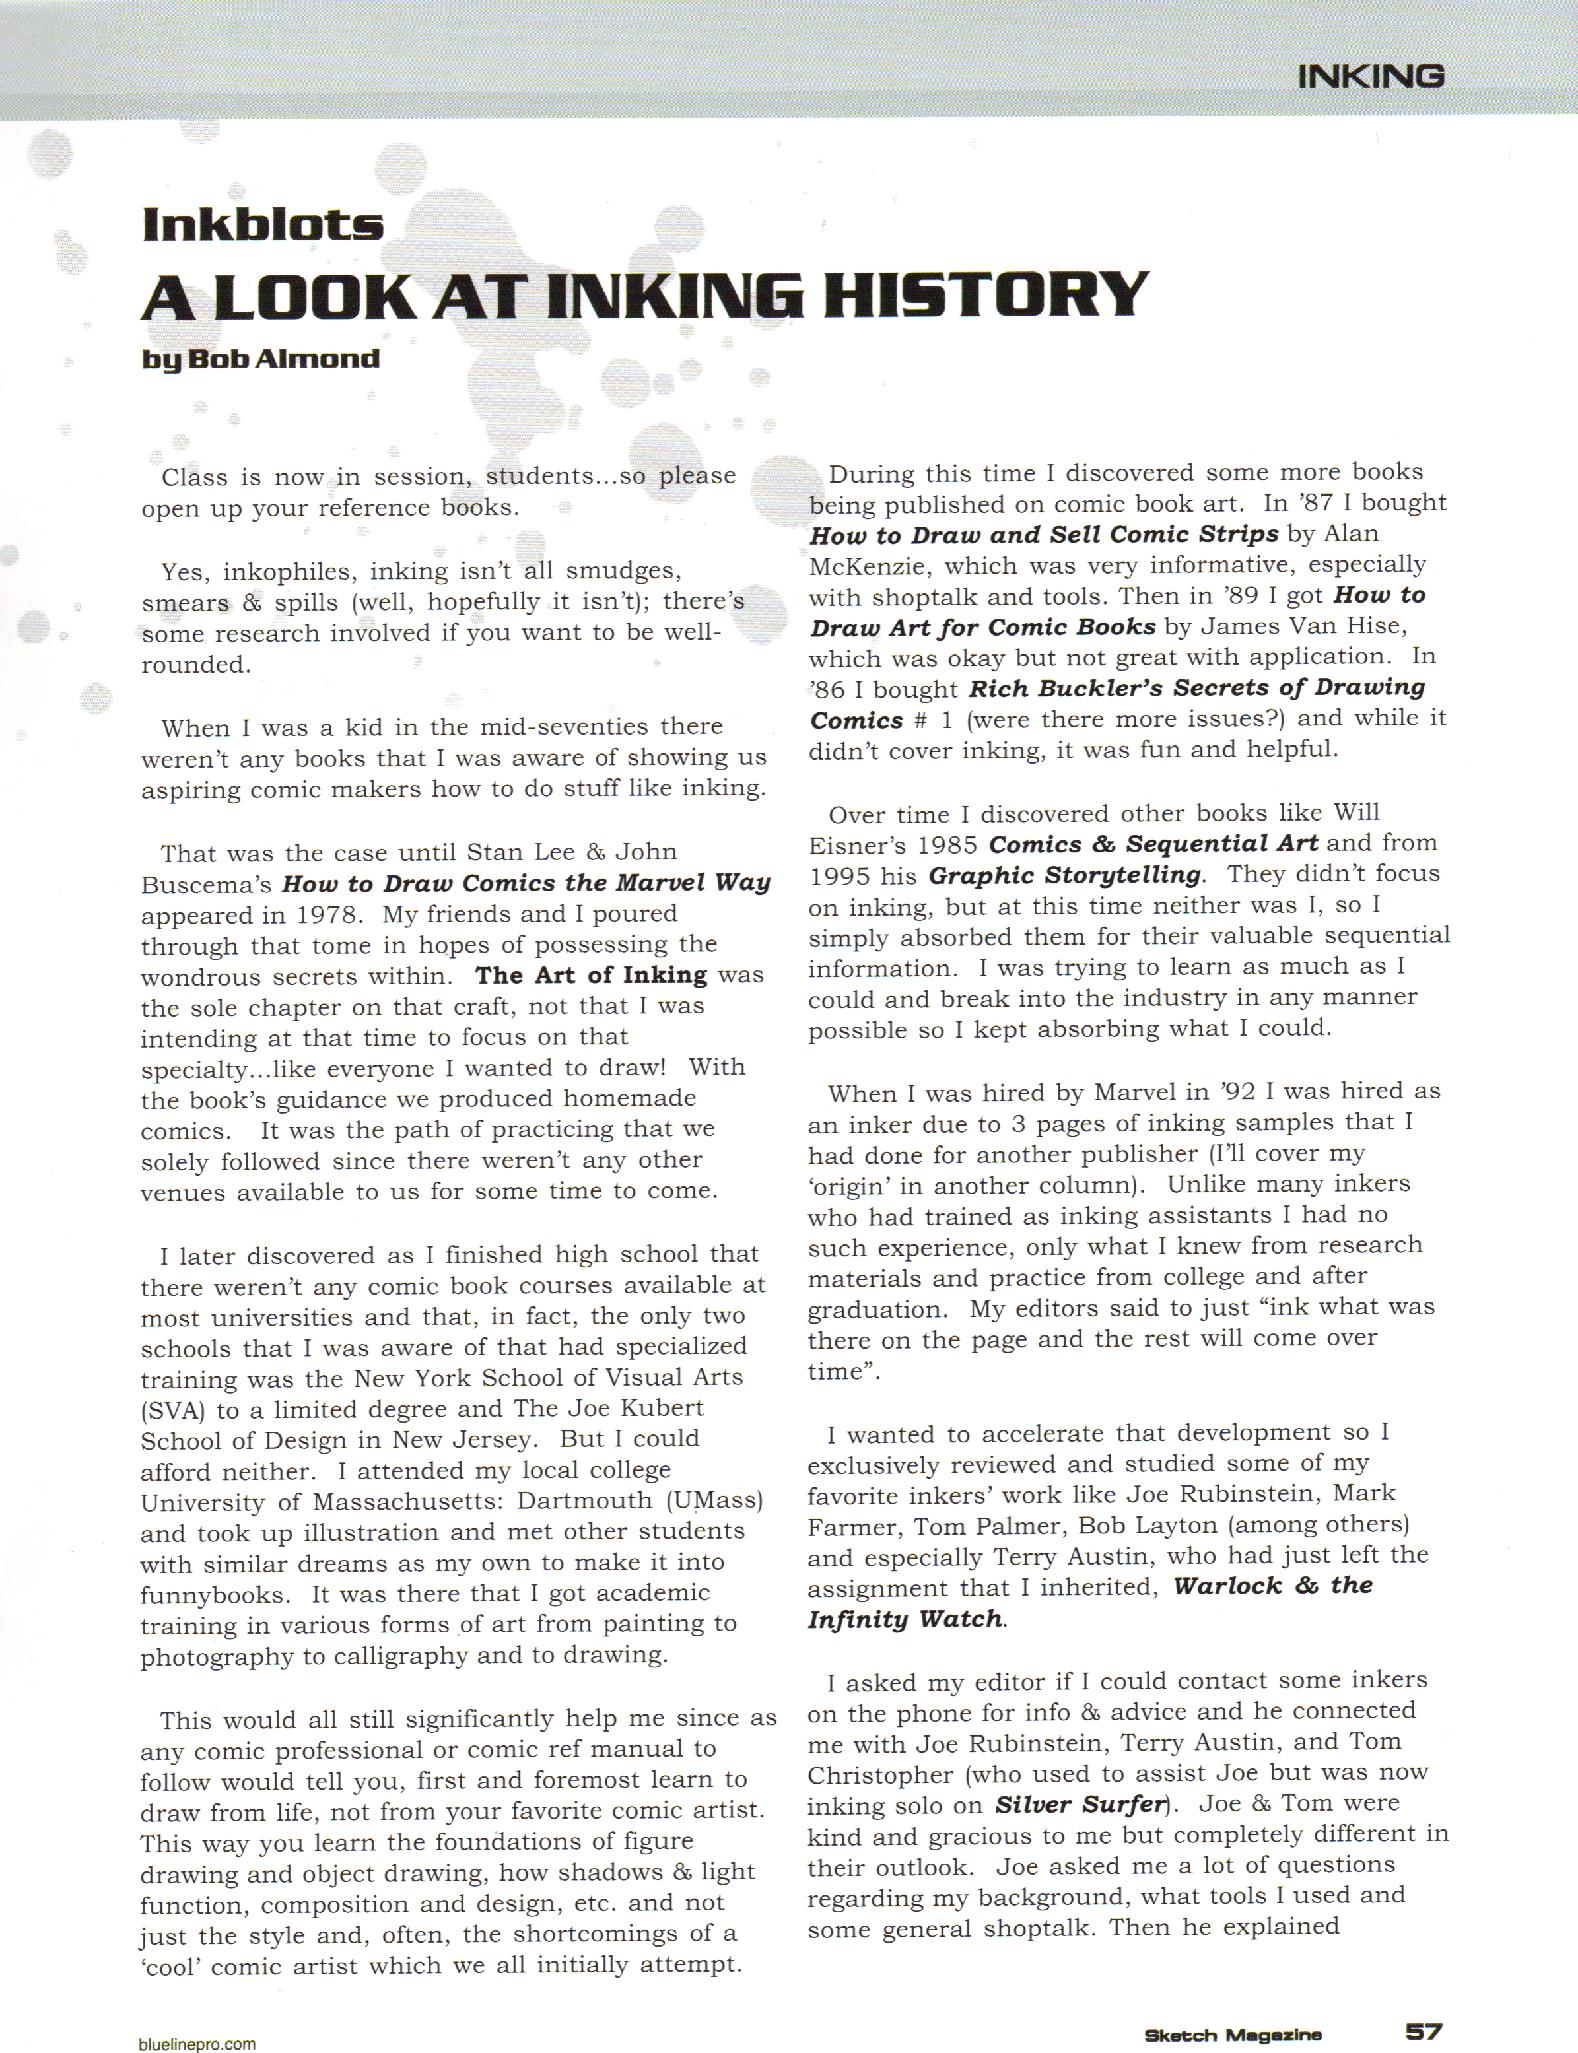 INKING
Inkblots
A LOOK AT INKING HISTORY
by Bob Almond
Class is now in session, students...so please
open up your reference books.
Yes, inkophiles, inking isn't all smudges,
smears & spills (well, hopefully it isn't); there's
some research involved if you want to be well-
rounded.
When I was a kid in the mid-seventies there
weren't any books that I was aware of showing us
aspiring comic makers how to do stuff like inking.
That was the case until Stan Lee & John
Buscema's How to Draw Comics the Marvel Way
appeared in 1978. My friends and I poured
through that tome in hopes of possessing the
wondrous secrets within. The Art of Inking was
the sole chapter on that craft, not that I was
intending at that time to focus on that
specialty...like everyone I wanted to draw! With
the book's guidance we produced homemade
comics. It was the path of practicing that we
solely followed since there weren't any other
venues available to us for some time to come.
I later discovered as I finished high school that
there weren't any comic book courses available at
most universities and that, in fact, the only two
schools that I was aware of that had specialized
training was the New York School of Visual Arts
(SVA) to a limited degree and The Joe Kubert
School of Design in New Jersey. But I could
afford neither. I attended my local college
University of Massachusetts: Dartmouth (UMass)
and took up illustration and met other students
with similar dreams as my own to make it into
funnybooks. It was there that I got academic
training in various forms of art from painting to
photography to calligraphy and to drawing.
This would all still significantly help me since as
any comic professional or comic ref manual to
follow would tell you, first and foremost learn to
draw from life, not from your favorite comic artist.
This way you learn the foundations of figure
drawing and object drawing, how shadows & light
function, composition and design, etc. and not
just the style and, often, the shortcomings of a
'cool' comic artist which we all initially attempt.
During this time I discovered some more books
being published on comic book art. In '87 I bought
How to Draw and Sell Comic Strips by Alan
McKenzie, which was very informative, especially
with shoptalk and tools. Then in '89 I got How to
Draw Art for Comic Books by James Van Hise,
which was okay but not great with application. In
'86 I bought Rich Buckler's Secrets of Drawing
Comics # 1 (were there more issues?) and while it
didn't cover inking, it was fun and helpful.
Over time I discovered other books like Will
Eisner's 1985 Comics & Sequential Art and from
1995 his Graphic Storytelling. They didn't focus
on inking, but at this time neither was I, so I
simply absorbed them for their valuable sequential
information. I was trying to learn as much as I
could and break into the industry in any manner
possible so I kept absorbing what I could.
When I was hired by Marvel in '92 I was hired as
an inker due to 3 pages of inking samples that I
had done for another publisher (I'll cover my
'origin' in another column). Unlike many inkers
who had trained as inking assistants I had no
such experience, only what I knew from research
materials and practice from college and after
graduation. My editors said to just "ink what was
there on the page and the rest will come over
time".
I wanted to accelerate that development so I
exclusively reviewed and studied some of my
favorite inkers' work like Joe Rubinstein, Mark
Farmer, Tom Palmer, Bob Layton (among others)
and especially Terry Austin, who had just left the
assignment that I inherited, Warlock & the
Infinity Watch.
I asked my editor if I could contact some inkers
on the phone for info & advice and he connected
me with Joe Rubinstein, Terry Austin, and Tom
Christopher (who used to assist Joe but was now
inking solo on Silver Surfer). Joe & Tom were
kind and gracious to me but completely different in
their outlook. Joe asked me a lot of questions
regarding my background, what tools I used and
some general shoptalk. Then he explained
bluelinepro.com
Sketch Magazine 57